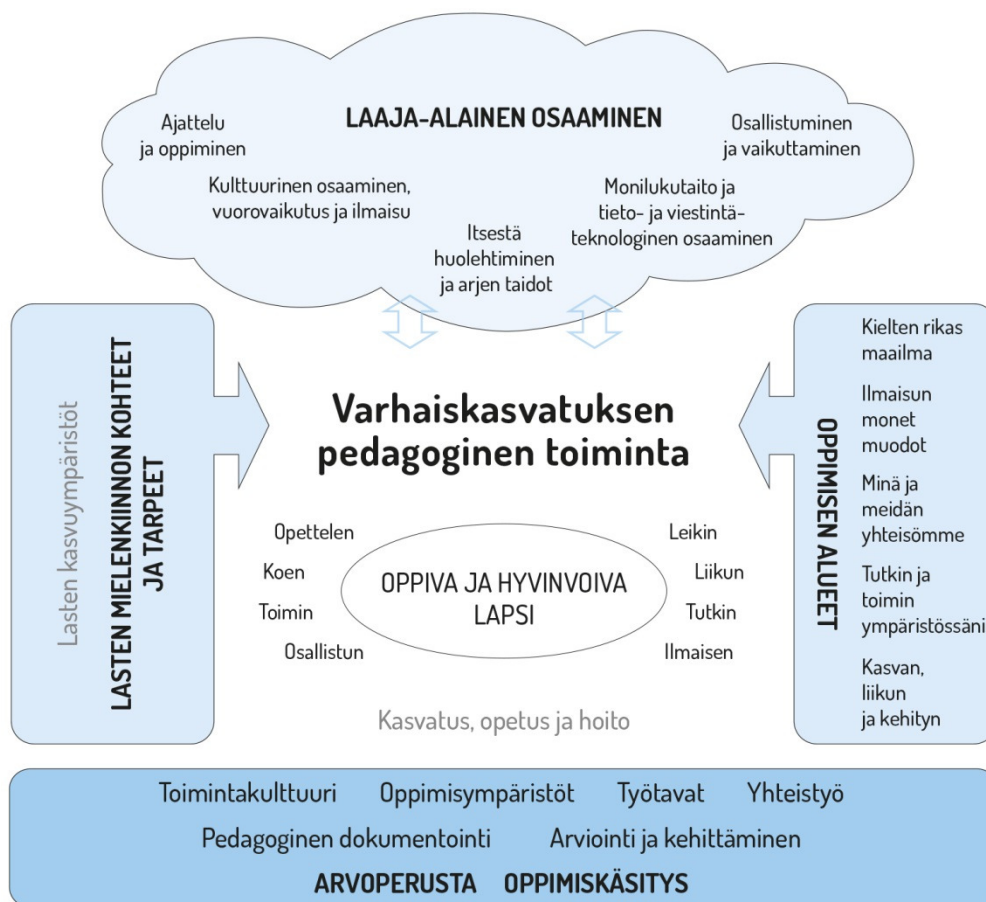 LAAJA-ALAINEN OSAAMINEN
Ajattelu
ja oppiminen
Kulttuurinen osaaminen,
vuorovaikutus ja ilmaisu
Itsestä
huolehtiminen
ja arjen taidot
Monilukutaito ja
tieto- ja viestintä-
teknologinen osaaminen
Osallistuminen
ja vaikuttaminen
Lasten kasvuympäristöt
LASTEN MIELENKIINNON KOHTEET
JA TARPEET
Varhaiskasvatuksen
pedagoginen toiminta
Opettelen
Koen
Toimin
Osallistun
OPPIVA JA HYVINVOIVA
LAPSI
Leikin
Liikun
Tutkin
Ilmaisen
Kasvatus, opetus ja hoito
OPPIMISEN ALUEET
Kielten rikas
maailma
Ilmaisun
monet
muodot
Minä ja
meidän
yhteisömme
Tutkin ja
toimin
ympäristössäni
Kasvan,
liikun
ja kehityn
Toimintakulttuuri Oppimisympäristöt Työtavat Yhteistyö
Pedagoginen dokumentointi Arviointi ja kehittäminen
ARVOPERUSTA OPPIMISKÄSITYS